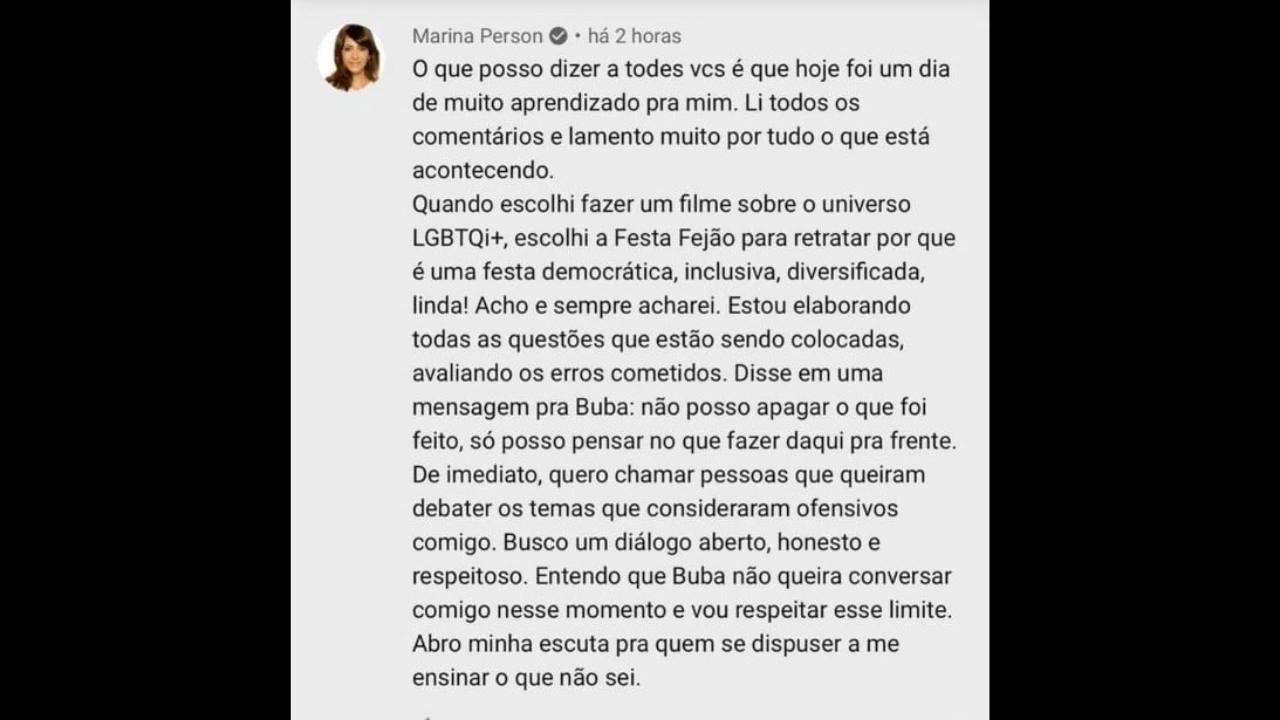 Marina Person • há 2 horas
O que posso dizer a todes vcs é que hoje foi um dia
de muito aprendizado pra mim. Li todos os
comentários e lamento muito por tudo o que está
acontecendo.
Quando escolhi fazer um filme sobre o universo
LGBTQi+, escolhi a Festa Fejão para retratar por que
é uma festa democrática, inclusiva, diversificada,
linda! Acho e sempre acharei. Estou elaborando
todas as questões que estão sendo colocadas,
avaliando os erros cometidos. Disse em uma
mensagem pra Buba: não posso apagar o que foi
feito, só posso pensar no que fazer daqui pra frente.
De imediato, quero chamar pessoas que queiram
debater os temas que consideraram ofensivos
comigo. Busco um diálogo aberto, honesto e
respeitoso. Entendo que Buba não queira conversar
comigo nesse momento e vou respeitar esse limite.
Abro minha escuta pra quem se dispuser a me
ensinar o que não sei.